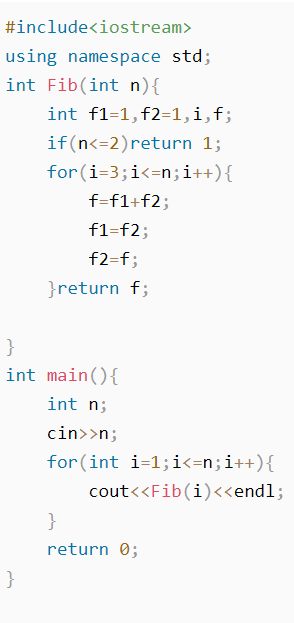 #include<iostream>
using namespace std;
int Fib(int n){
    int f1=1,f2=1,i,f;
    if(n<=2)return 1;
    for(i=3;i<=n;i++){
        f=f1+f2;
        f1=f2;
        f2=f;
    }return f;

}
int main(){
    int n;
    cin>>n;
    for(int i=1;i<=n;i++){
        cout<<Fib(i)<<endl;
    }
    return 0;
}